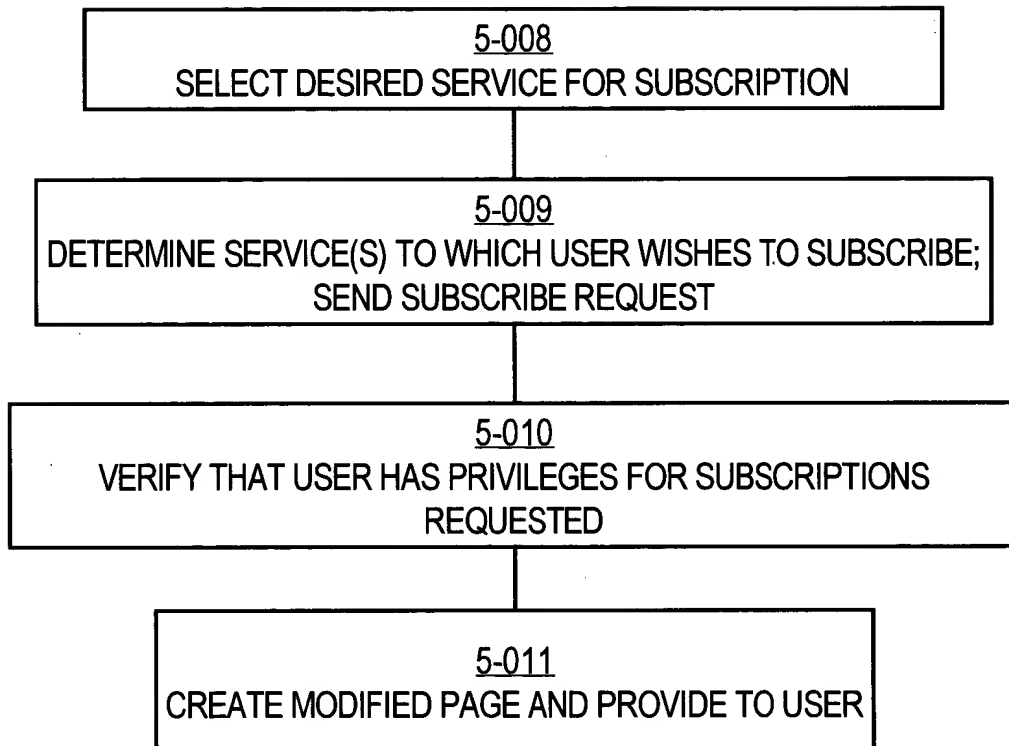 5-008
SELECT DESIRED SERVICE FOR SUBSCRIPTION
5-009
DETERMINE SERVICE(S) TO WHICH USER WISHES TO SUBSCRIBE;
SEND SUBSCRIBE REQUEST
5-010
VERIFY THAT USER HAS PRIVILEGES FOR SUBSCRIPTIONS
REQUESTED
5-011
CREATE MODIFIED PAGE AND PROVIDE TO USER